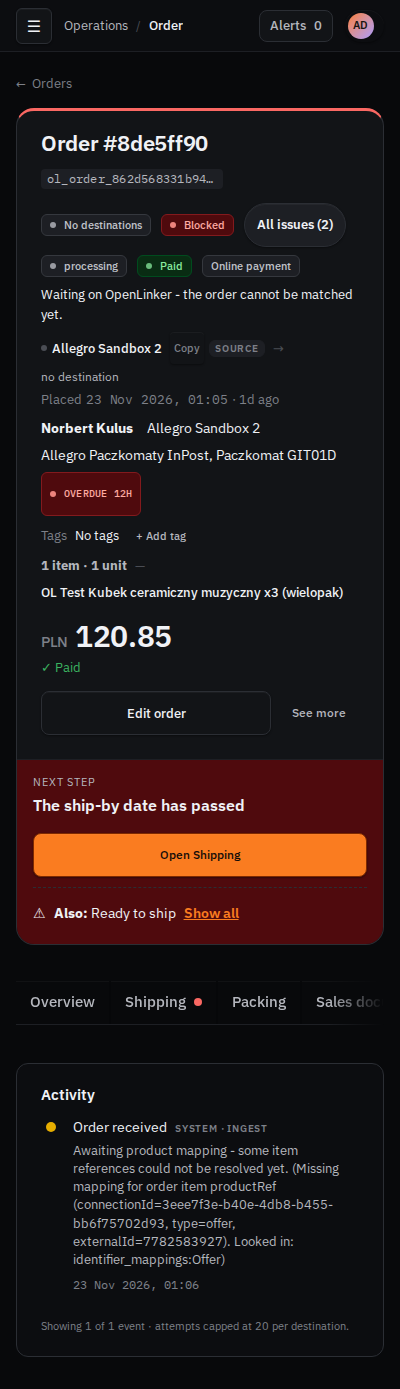 ☰ Operations / Order Alerts 0 AD
← Orders
Order #8de5ff90
ol_order_862d568331b94…
No destinations Blocked All issues (2)
processing Paid Online payment
Waiting on OpenLinker - the order cannot be matched
yet.
Allegro Sandbox 2 Copy SOURCE →
no destination
Placed 23 Nov 2026, 01:05 · 1d ago
Norbert Kulus Allegro Sandbox 2
Allegro Paczkomaty InPost, Paczkomat GIT01D
OVERDUE 12H
Tags No tags + Add tag
1 item · 1 unit —
OL Test Kubek ceramiczny muzyczny x3 (wielopak)
PLN 120.85
✓ Paid
Edit order See more
NEXT STEP
The ship-by date has passed
Open Shipping
⚠ Also: Ready to ship Show all
Overview Shipping Packing Sales doc
Activity
Order received SYSTEM · INGEST
Awaiting product mapping - some item
references could not be resolved yet. (Missing
mapping for order item productRef
(connectionId=3eee7f3e-b40e-4db8-b455-
bb6f75702d93, type=offer,
externalId=7782583927). Looked in:
identifier_mappings:Offer)
23 Nov 2026, 01:06
Showing 1 of 1 event · attempts capped at 20 per destination.